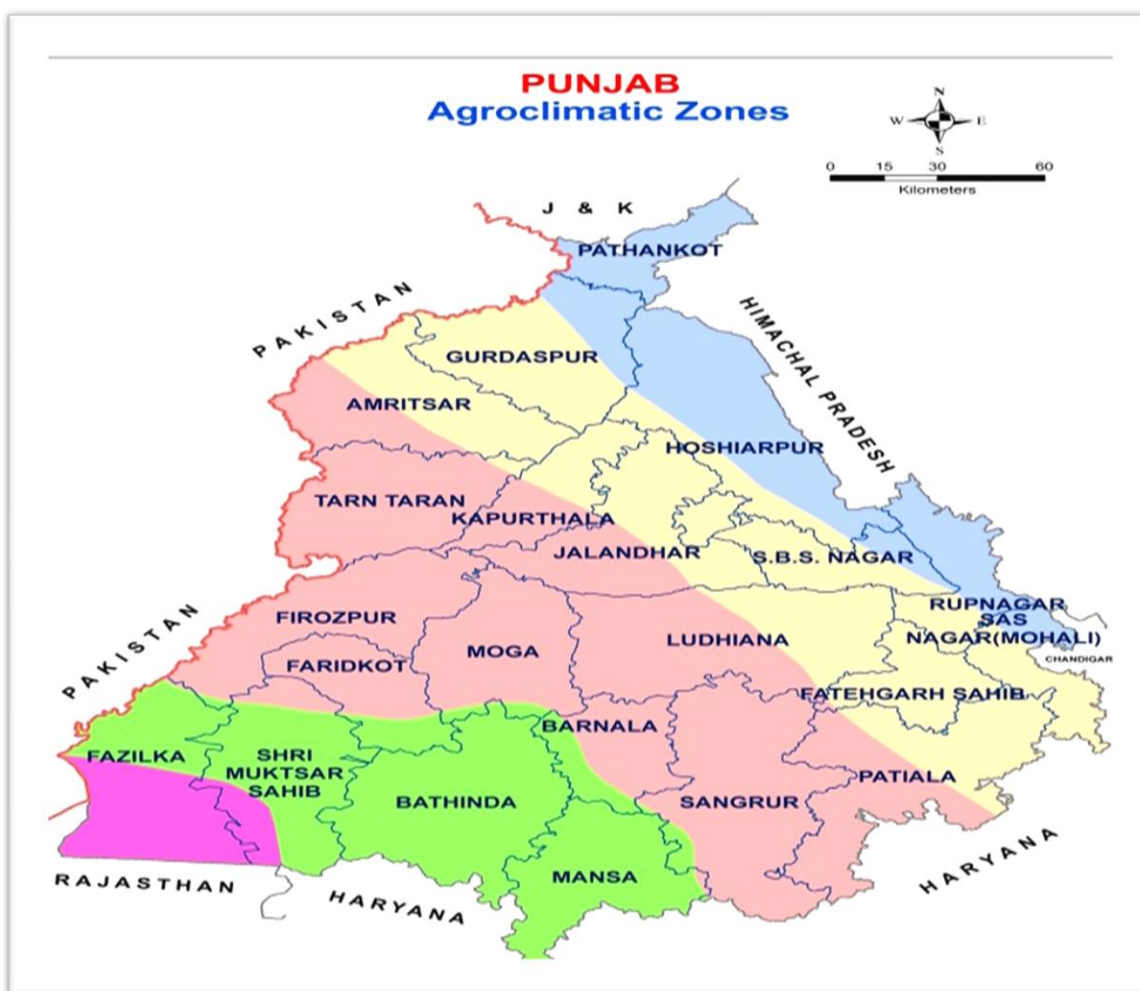 PUNJAB
Agroclimatic Zones
N
W E
S
0 15 30 60
Kilometers
J & K
PATHANKOT
PAKISTAN
HIMACHAL PRADESH
GURDASPUR
AMRITSAR
HOSHIARPUR
TARN TARAN
KAPURTHALA
JALANDHAR
S.B.S. NAGAR
RUPNAGAR
SAS
NAGAR(MOHALI)
CHANDIGAR
FIROZPUR
LUDHIANA
MOGA
FARIDKOT
PAKISTAN
FATEHGARH SAHIB
BARNALA
FAZILKA
SHRI
MUKTSAR
SAHIB
PATIALA
BATHINDA
SANGRUR
MANSA
RAJASTHAN
HARYANA
HARYANA